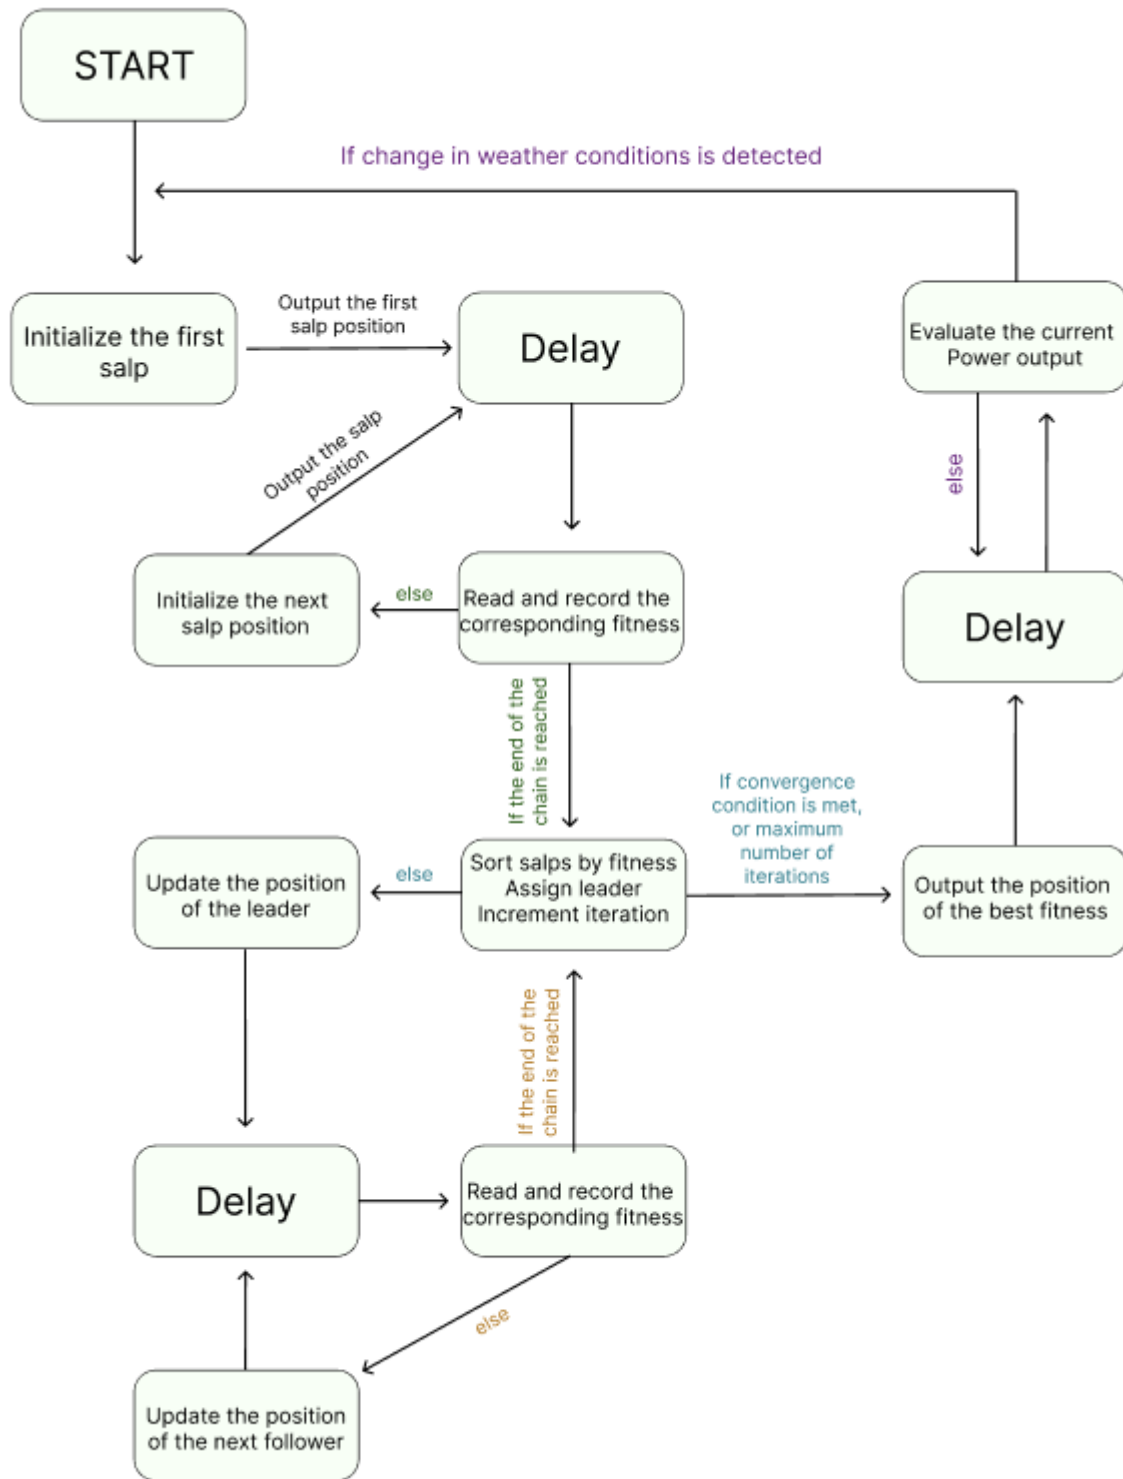 START
If change in weather conditions is detected
Initialize the first
salp
Output the first
salp position
Delay
Evaluate the current
Power output
Output the salp
position
else
Initialize the next
salp position
else
Read and record the
corresponding fitness
Delay
If the end of the
chain is reached
If convergence
condition is met,
or maximum
number of
iterations
Update the position
of the leader
else
Sort salps by fitness
Assign leader
Increment iteration
Output the position
of the best fitness
If the end of the
chain is reached
Delay
Read and record the
corresponding fitness
else
Update the position
of the next follower